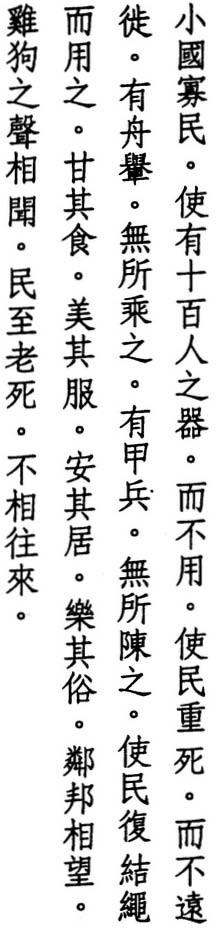 小國寡民。使有十百人之器。而不用。使民重死。而不遠
徙。有舟轝。無所乘之。有甲兵。無所陳之。使民復結繩
而用之。甘其食。美其服。安其居。樂其俗。鄰邦相望。
雞狗之聲相聞。民至老死。不相往來。